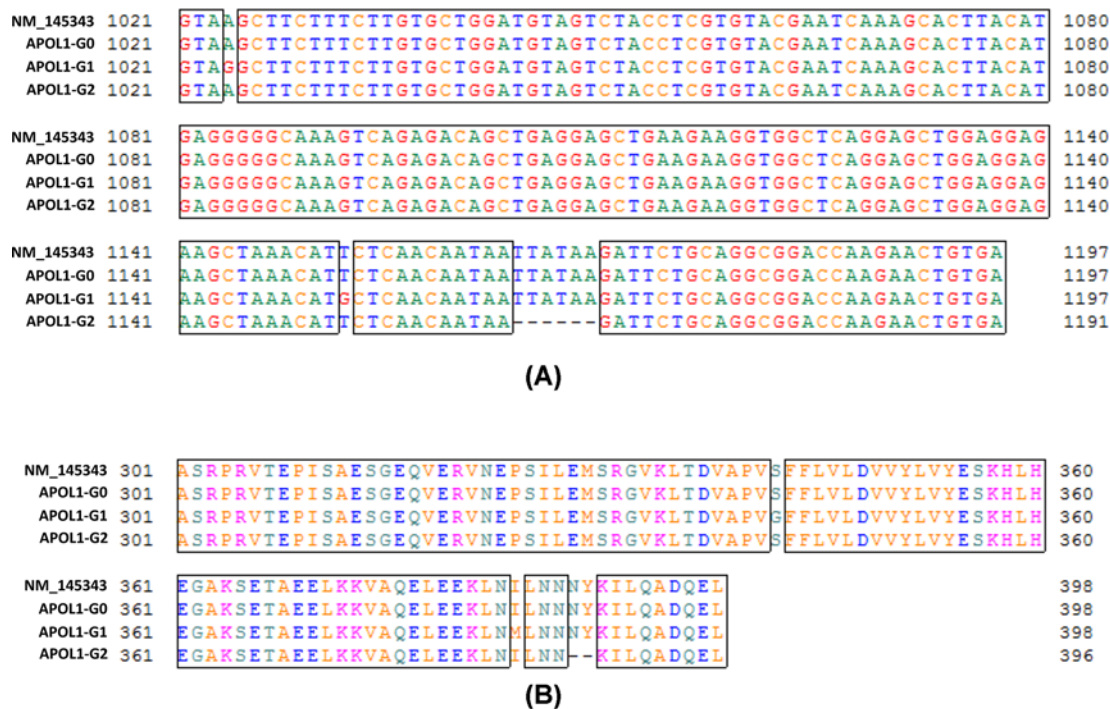 NM_145343 1021 GTAAGCTTCTTTCTTGTGCTGGATGTAGTCTACCTCGTGTACGAATCAAAGCACTTACAT 1080
APOL1-G0 1021 GTAAGCTTCTTTCTTGTGCTGGATGTAGTCTACCTCGTGTACGAATCAAAGCACTTACAT 1080
APOL1-G1 1021 GTAGGCTTCTTTCTTGTGCTGGATGTAGTCTACCTCGTGTACGAATCAAAGCACTTACAT 1080
APOL1-G2 1021 GTAAGCTTCTTTCTTGTGCTGGATGTAGTCTACCTCGTGTACGAATCAAAGCACTTACAT 1080
NM_145343 1081 GAGGGGGCAAAGTCAGAGACAGCTGAGGAGCTGAAGAAGGTGGCTCAGGAGCTGGAGGAG 1140
APOL1-G0 1081 GAGGGGGCAAAGTCAGAGACAGCTGAGGAGCTGAAGAAGGTGGCTCAGGAGCTGGAGGAG 1140
APOL1-G1 1081 GAGGGGGCAAAGTCAGAGACAGCTGAGGAGCTGAAGAAGGTGGCTCAGGAGCTGGAGGAG 1140
APOL1-G2 1081 GAGGGGGCAAAGTCAGAGACAGCTGAGGAGCTGAAGAAGGTGGCTCAGGAGCTGGAGGAG 1140
NM_145343 1141 AAGCTAAACATTCTCAACAATAATTATAAGATTCTGCAGGCGGACCAAGAACTGTGA 1197
APOL1-G0 1141 AAGCTAAACATTCTCAACAATAATTATAAGATTCTGCAGGCGGACCAAGAACTGTGA 1197
APOL1-G1 1141 AAGCTAAACATGCTCAACAATAATTATAAGATTCTGCAGGCGGACCAAGAACTGTGA 1197
APOL1-G2 1141 AAGCTAAACATTCTCAACAATAA------GATTCTGCAGGCGGACCAAGAACTGTGA 1191
(A)
NM_145343 301 ASRPRVTEPISAESGEQVERVNEPSILEMSRGVKLTDVAPVSFFLVLDVVYLVYESKHLH 360
APOL1-G0 301 ASRPRVTEPISAESGEQVERVNEPSILEMSRGVKLTDVAPVSFFLVLDVVYLVYESKHLH 360
APOL1-G1 301 ASRPRVTEPISAESGEQVERVNEPSILEMSRGVKLTDVAPVGFFLVLDVVYLVYESKHLH 360
APOL1-G2 301 ASRPRVTEPISAESGEQVERVNEPSILEMSRGVKLTDVAPVSFFLVLDVVYLVYESKHLH 360
NM_145343 361 EGAKSETAEELKKVAQELEEKLNILNNNYKILQADQEL 398
APOL1-G0 361 EGAKSETAEELKKVAQELEEKLNILNNNYKILQADQEL 398
APOL1-G1 361 EGAKSETAEELKKVAQELEEKLNMLNNNYKILQADQEL 398
APOL1-G2 361 EGAKSETAEELKKVAQELEEKLNILNN--KILQADQEL 396
(B)